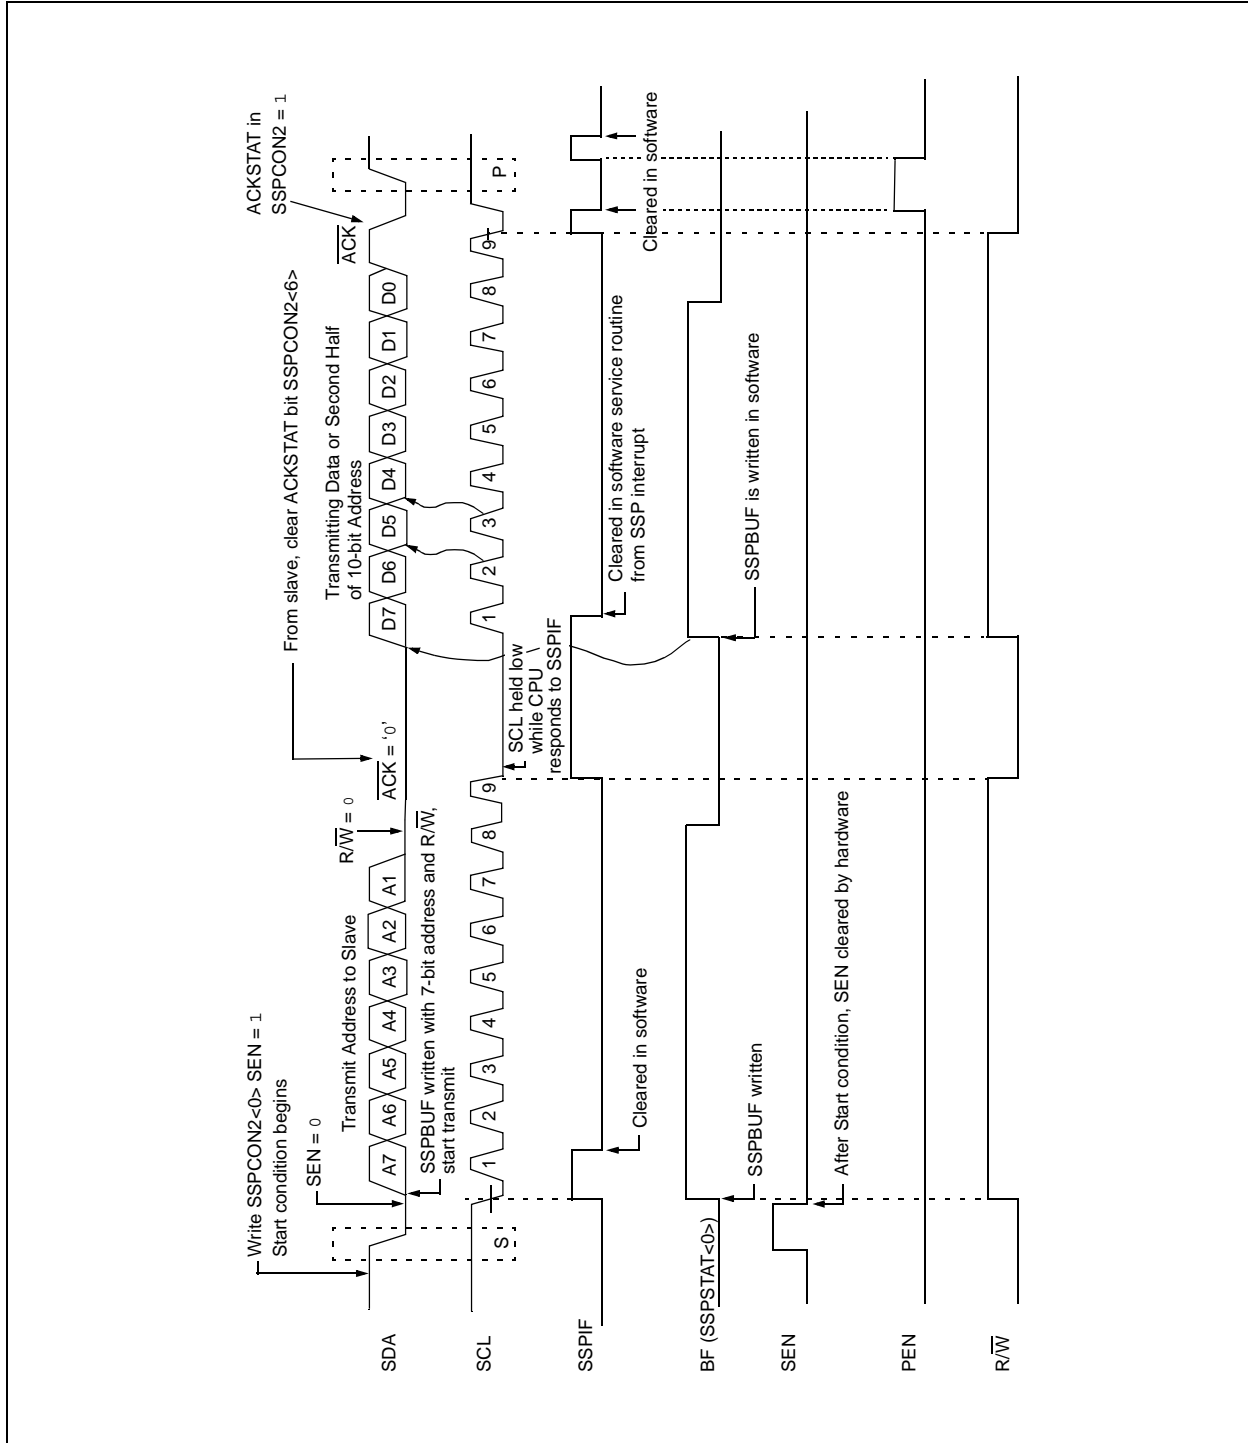 Write SSPCON2<0> SEN = 1
Start condition begins
SEN = 0
Transmit Address to Slave
R/W = 0
From slave, clear ACKSTAT bit SSPCON2<6>
ACK = ‘0’
Transmitting Data or Second Half
of 10-bit Address
ACKSTAT in
SSPCON2 = 1
ACK
SDA
A7 A6 A5 A4 A3 A2 A1
D7 D6 D5 D4 D3 D2 D1 D0
SSPBUF written with 7-bit address and R/W,
start transmit
SCL
S
1 2 3 4 5 6 7 8 9
1 2 3 4 5 6 7 8 9
P
SCL held low
while CPU
responds to SSPIF
SSPIF
Cleared in software
Cleared in software service routine
from SSP interrupt
Cleared in software
BF (SSPSTAT<0>)
SSPBUF written
SSPBUF is written in software
SEN
After Start condition, SEN cleared by hardware
PEN
R/W